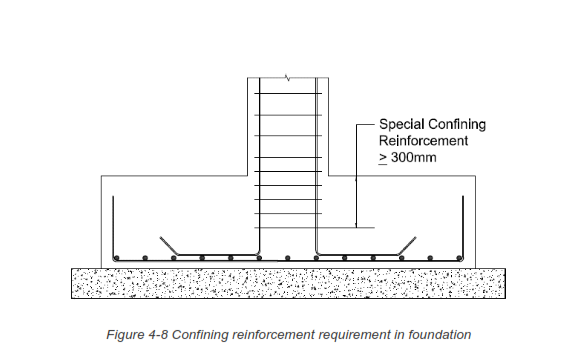 Special Confining
Reinforcement
≥ 300mm
Figure 4-8 Confining reinforcement requirement in foundation